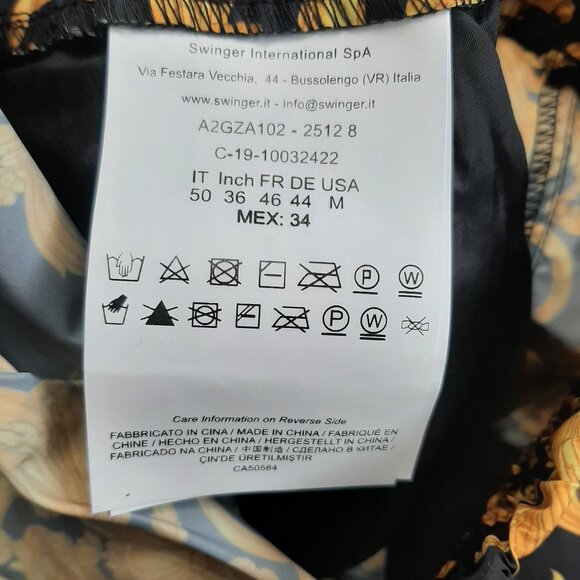 Swinger International SpA
Via Festara Vecchia, 44 - Bussolengo (VR) Italia
www.swinger.it - info@swinger.it
A2GZA102 - 2512 8
C-19-10032422
IT Inch FR DE USA
50 36 46 44 M
MEX: 34
P W
P W
Care Information on Reverse Side
FABBRICATO IN CINA / MADE IN CHINA / FABRIQUÉ EN
CHINE / HECHO EN CHINA / HERGESTELLT IN CHINA /
FABRICADO NA CHINA / 中国制造 / СДЕЛАНО В КИТАЕ /
ÇİN'DE ÜRETİLMİŞTİR
CA50584